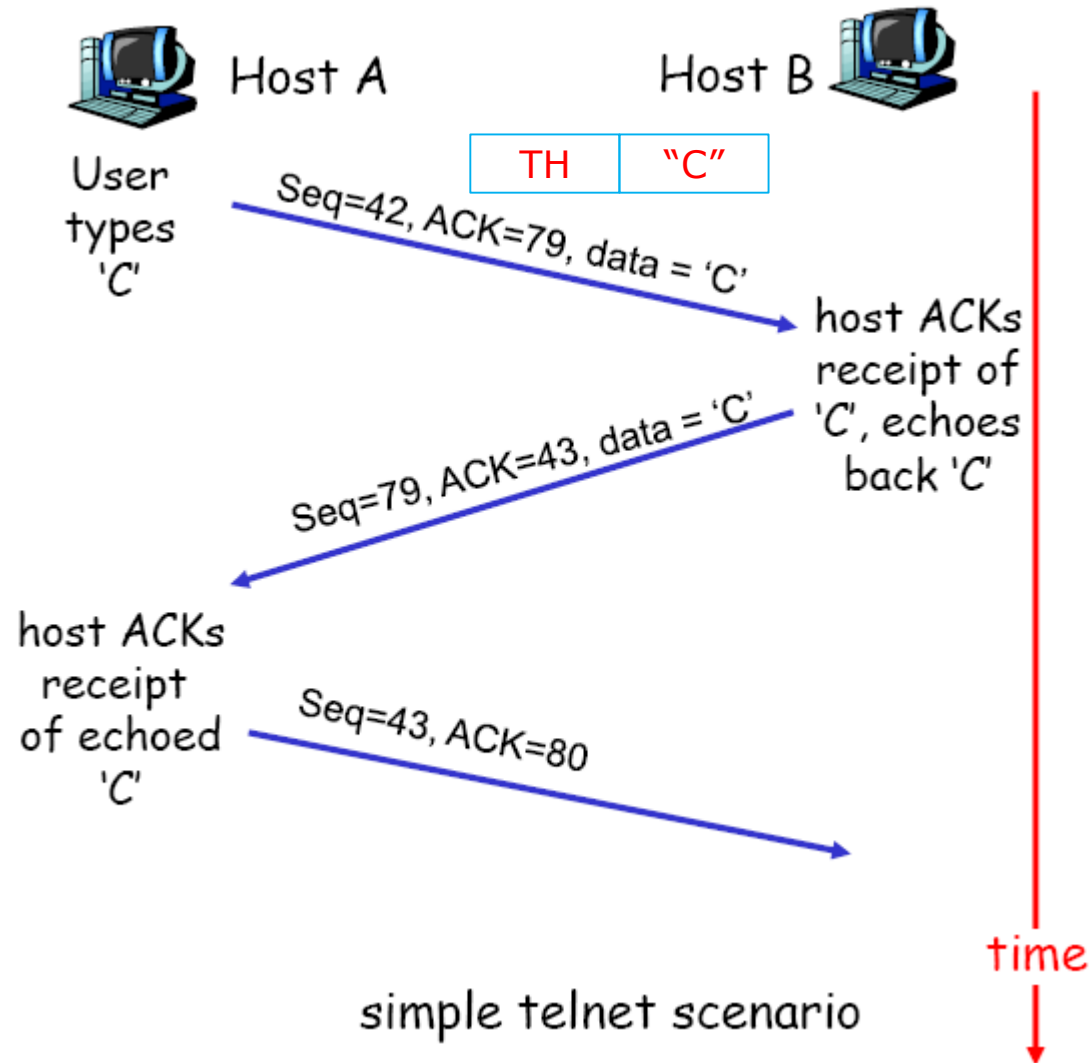 Host A
Host B
TH
“C”
User
types
‘C’
Seq=42, ACK=79, data = ‘C’
host ACKs
receipt of
‘C’, echoes
back ‘C’
Seq=79, ACK=43, data = ‘C’
host ACKs
receipt
of echoed
‘C’
Seq=43, ACK=80
time
simple telnet scenario